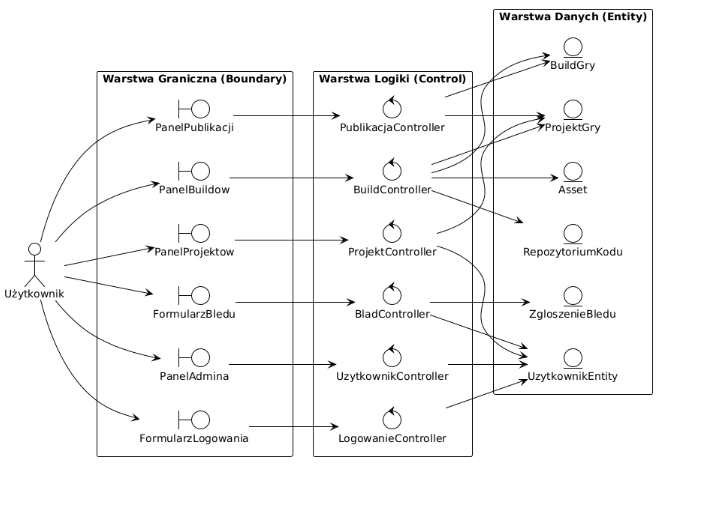 Warstwa Danych (Entity)
BuildGry
Warstwa Graniczna (Boundary)
Warstwa Logiki (Control)
PanelPublikacji
PublikacjaController
ProjektGry
PanelBuildow
BuildController
Asset
PanelProjektow
ProjektController
RepozytoriumKodu
Użytkownik
FormularzBledu
BladController
ZgloszenieBledu
PanelAdmina
UzytkownikController
UzytkownikEntity
FormularzLogowania
LogowanieController